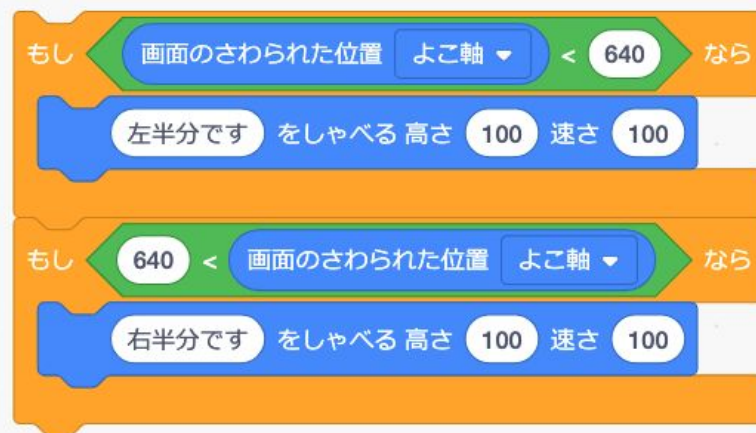 もし 画面のさわられた位置 よこ軸 < 640 なら
左半分です をしゃべる 高さ 100 速さ 100
もし 640 < 画面のさわられた位置 よこ軸 なら
右半分です をしゃべる 高さ 100 速さ 100